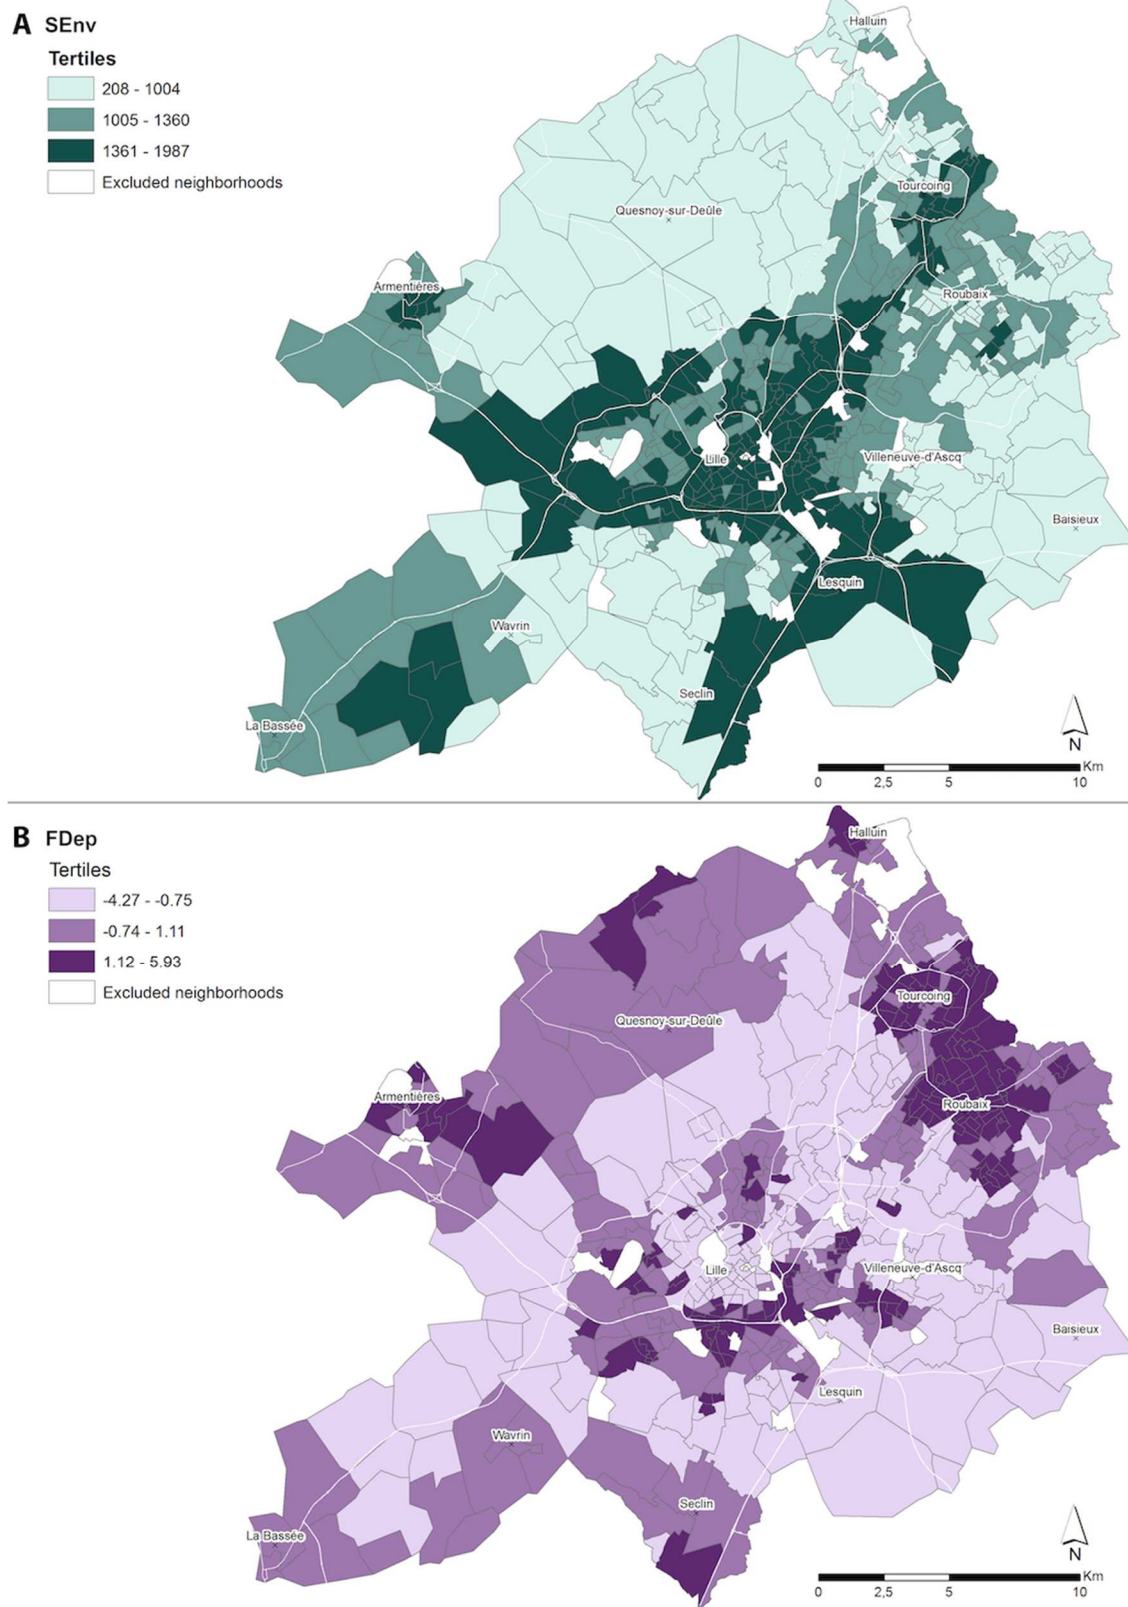 A SEnv
Tertiles
208 - 1004
1005 - 1360
1361 - 1987
Excluded neighborhoods
Halluin
Tourcoing
Quesnoy-sur-Deûle
Armentières
Roubaix
Lille
Villeneuve-d'Ascq
Baisieux
Lesquin
Wavrin
Seclin
La Bassée
N
Km
0 2,5 5 10
B FDep
Tertiles
-4.27 - -0.75
-0.74 - 1.11
1.12 - 5.93
Excluded neighborhoods
Halluin
Tourcoing
Quesnoy-sur-Deûle
Armentières
Roubaix
Lille
Villeneuve-d'Ascq
Baisieux
Lesquin
Wavrin
Seclin
La Bassée
N
Km
0 2,5 5 10